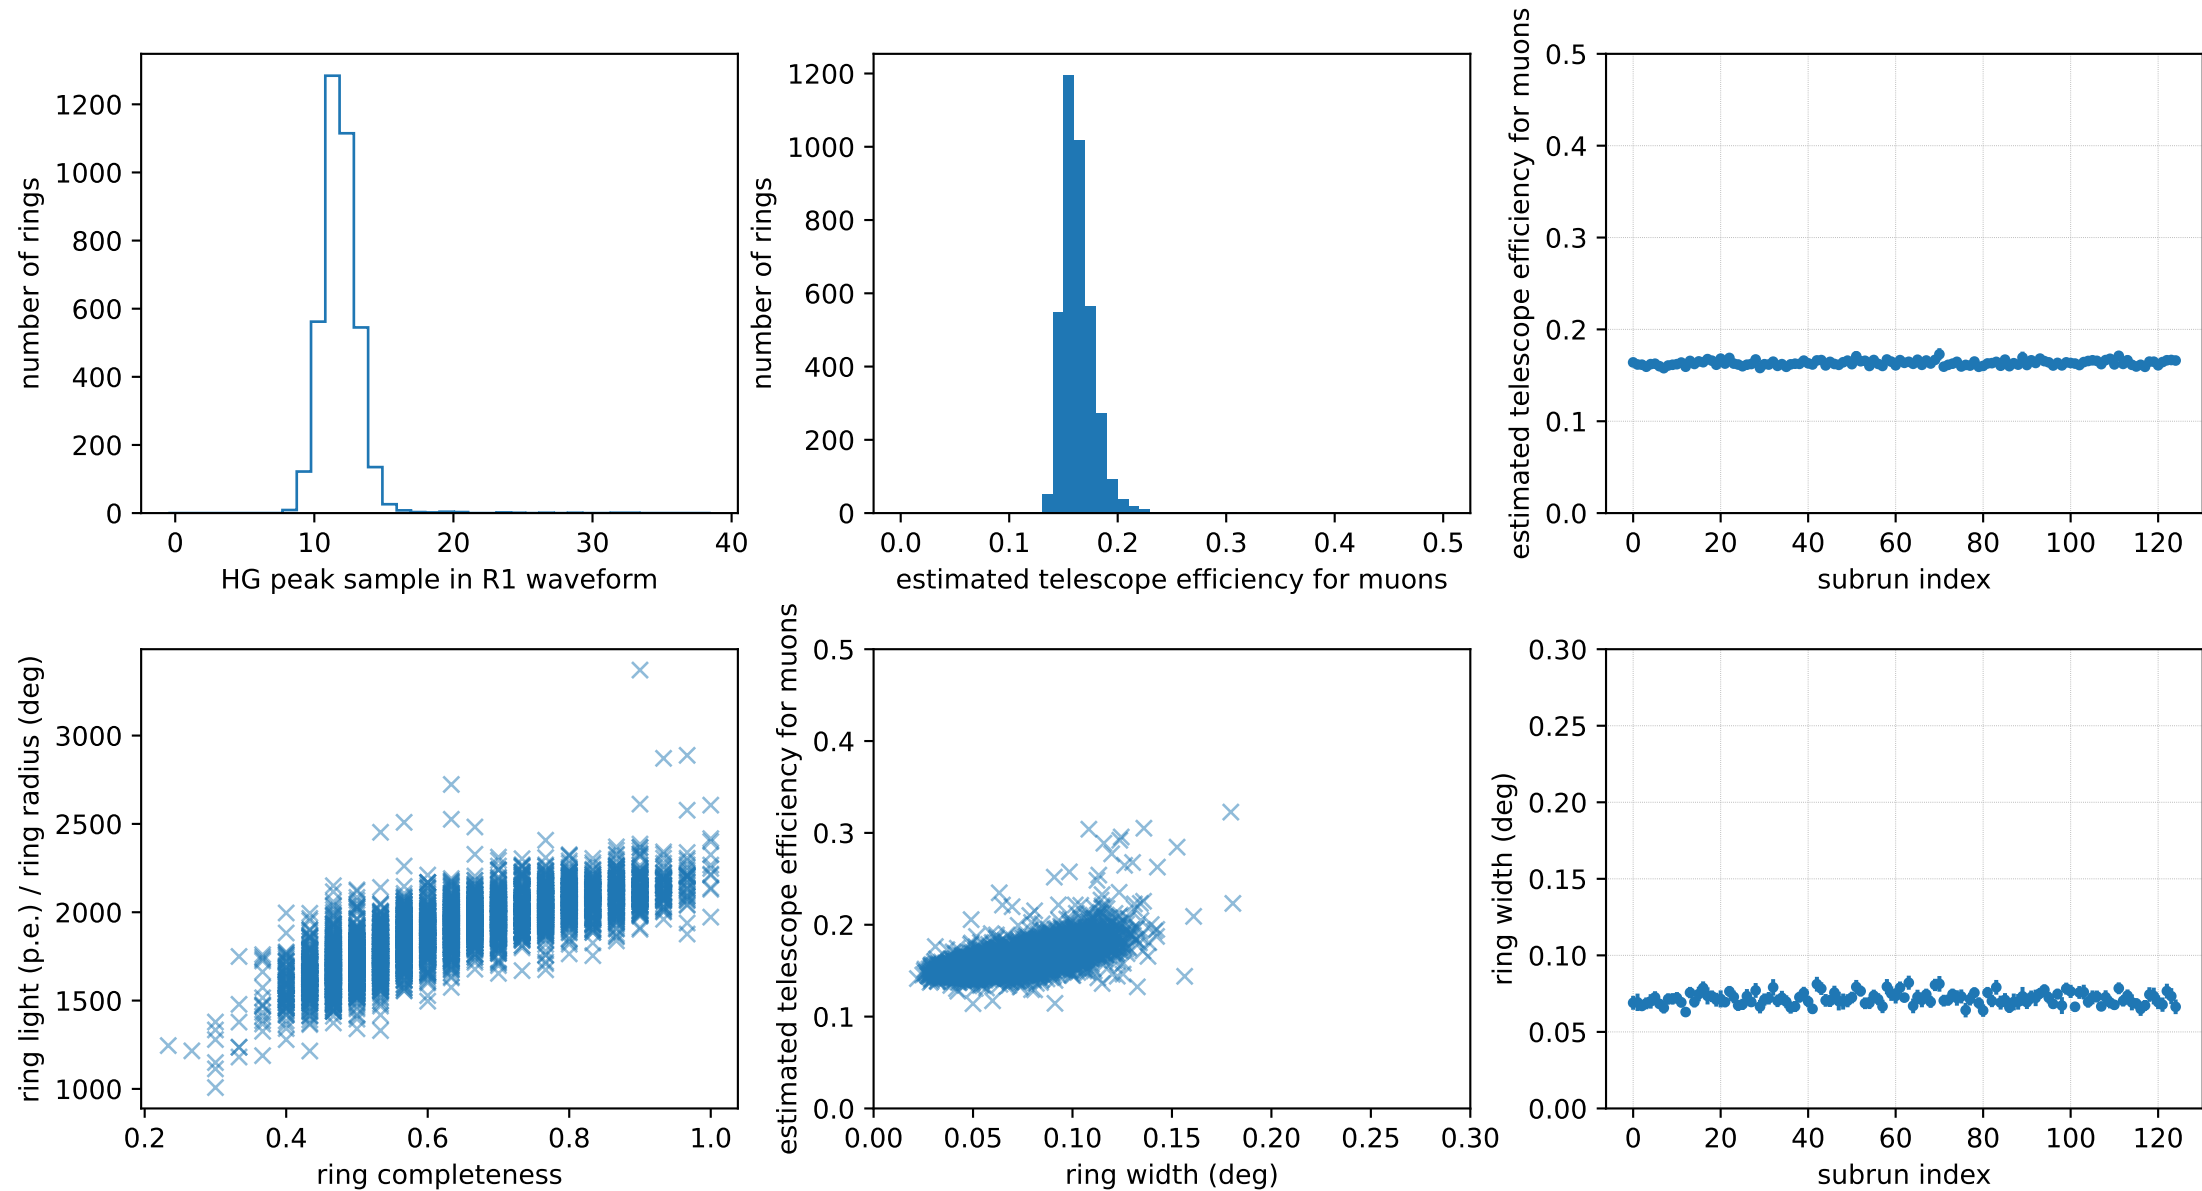 number of rings
1200
1000
800
600
400
200
0
0 10 20 30 40
HG peak sample in R1 waveform
number of rings
1200
1000
800
600
400
200
0
0.0 0.1 0.2 0.3 0.4 0.5
estimated telescope efficiency for muons
estimated telescope efficiency for muons
0.5
0.4
0.3
0.2
0.1
0.0
0 20 40 60 80 100 120
subrun index
ring light (p.e.) / ring radius (deg)
3000
2500
2000
1500
1000
0.2 0.4 0.6 0.8 1.0
ring completeness
estimated telescope efficiency for muons
0.5
0.4
0.3
0.2
0.1
0.0
0.00 0.05 0.10 0.15 0.20 0.25 0.30
ring width (deg)
ring width (deg)
0.30
0.25
0.20
0.15
0.10
0.05
0.00
0 20 40 60 80 100 120
subrun index